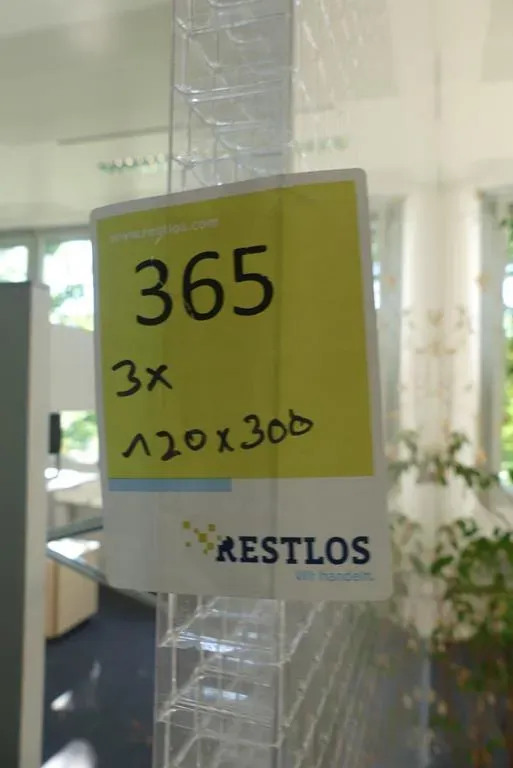 www.restlos.com
365
3x
120x300
RESTLOS
Wir handeln.